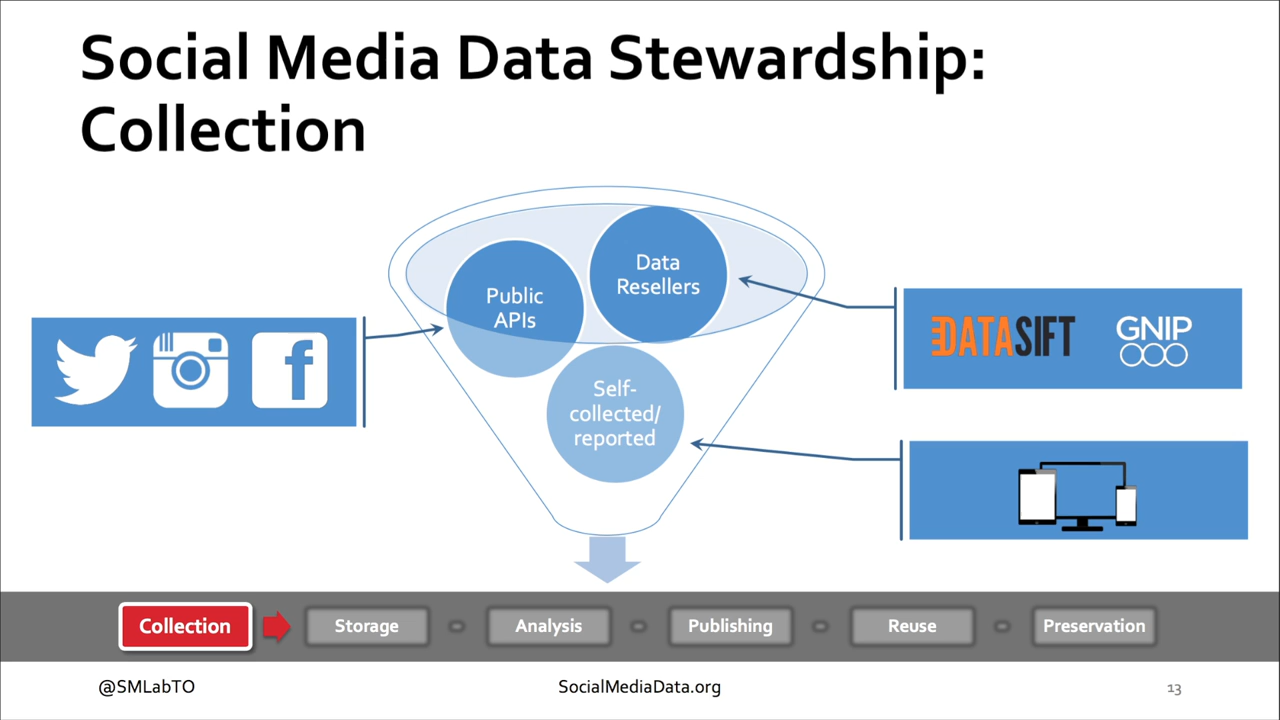 Social Media Data Stewardship:
Collection
Public
APIs
Data
Resellers
Self-
collected/
reported
DATASIFT
GNIP
Collection
Storage
Analysis
Publishing
Reuse
Preservation
@SMLabTO
SocialMediaData.org
13